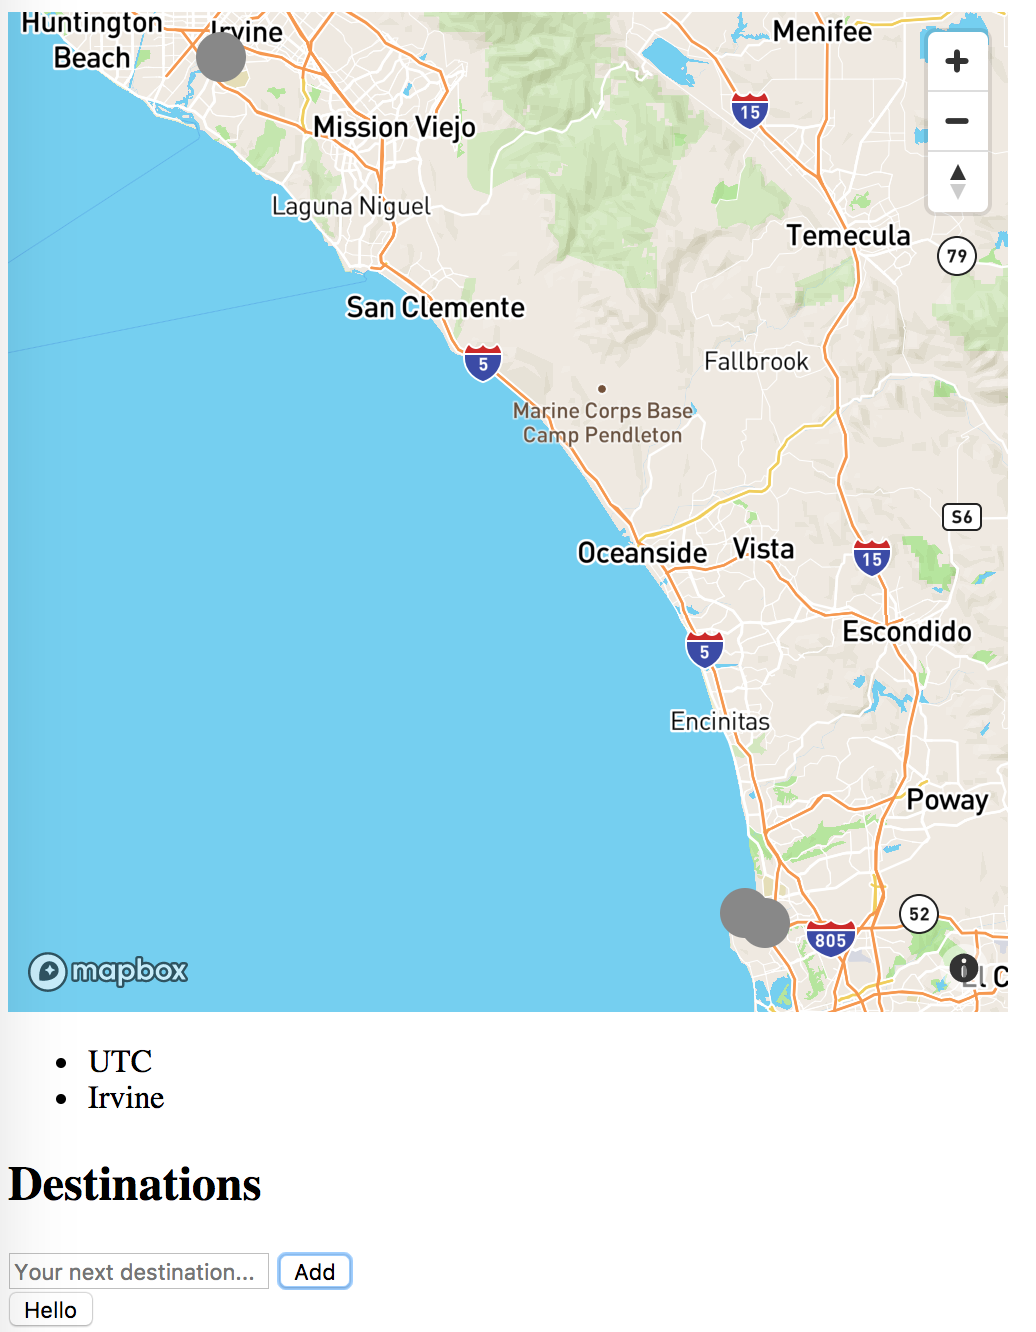 Huntington
Beach
Irvine
Menifee
+
−
15
Mission Viejo
Laguna Niguel
Temecula
79
San Clemente
5
Fallbrook
Marine Corps Base
Camp Pendleton
S6
Oceanside
Vista
15
Escondido
5
Encinitas
Poway
52
805
i
El C
mapbox
• UTC
• Irvine
Destinations
Your next destination...
Add
Hello